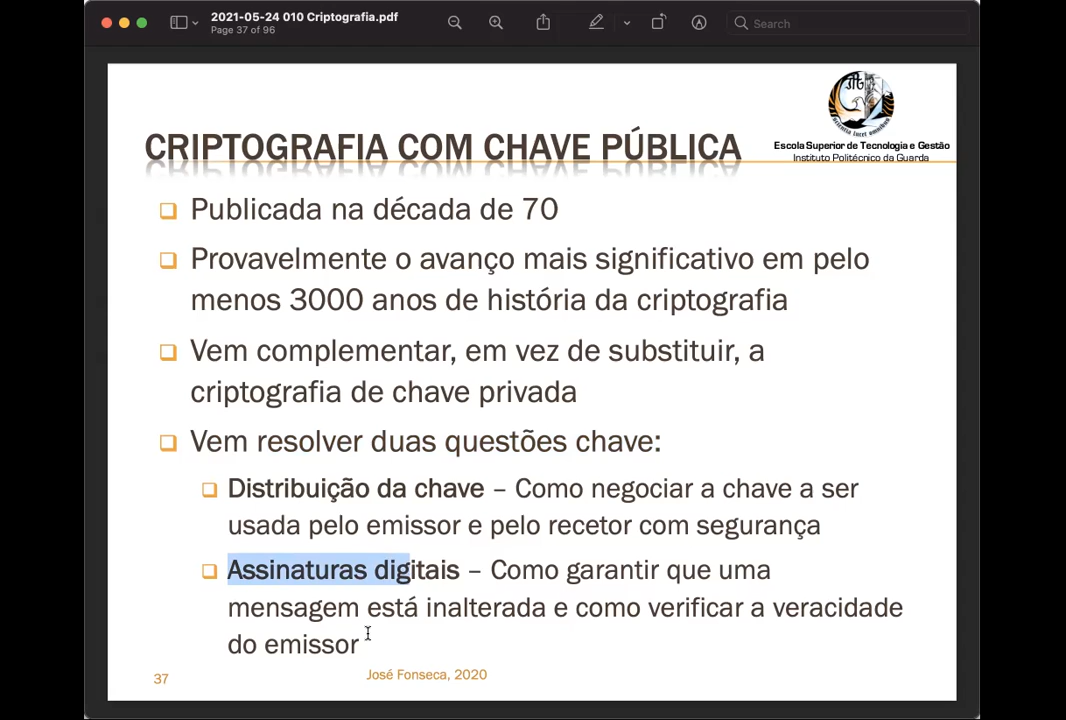 2021-05-24 010 Criptografia.pdf
Page 37 of 96
Search
CRIPTOGRAFIA COM CHAVE PÚBLICA
Escola Superior de Tecnologia e Gestão
Instituto Politécnico da Guarda
Publicada na década de 70
Provavelmente o avanço mais significativo em pelo
menos 3000 anos de história da criptografia
Vem complementar, em vez de substituir, a
criptografia de chave privada
Vem resolver duas questões chave:
Distribuição da chave – Como negociar a chave a ser
usada pelo emissor e pelo recetor com segurança
Assinaturas digitais – Como garantir que uma
mensagem está inalterada e como verificar a veracidade
do emissor
37
José Fonseca, 2020